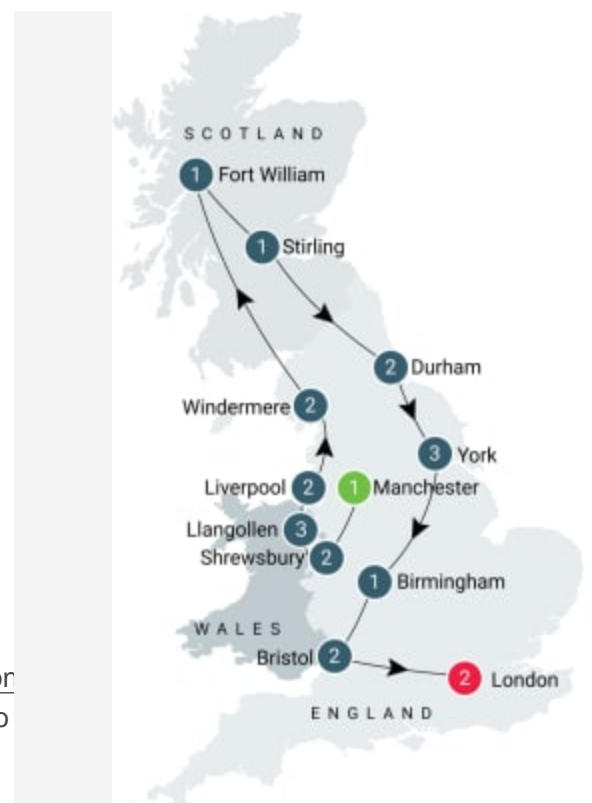 SCOTLAND
1 Fort William
1 Stirling
2 Durham
Windermere 2
3 York
Liverpool 2
1 Manchester
Llangollen 3
Shrewsbury 2
1 Birmingham
WALES
Bristol 2
2 London
ENGLAND